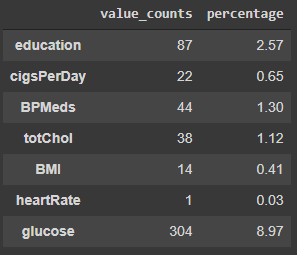 value_counts percentage
education 87 2.57
cigsPerDay 22 0.65
BPMeds 44 1.30
totChol 38 1.12
BMI 14 0.41
heartRate 1 0.03
glucose 304 8.97